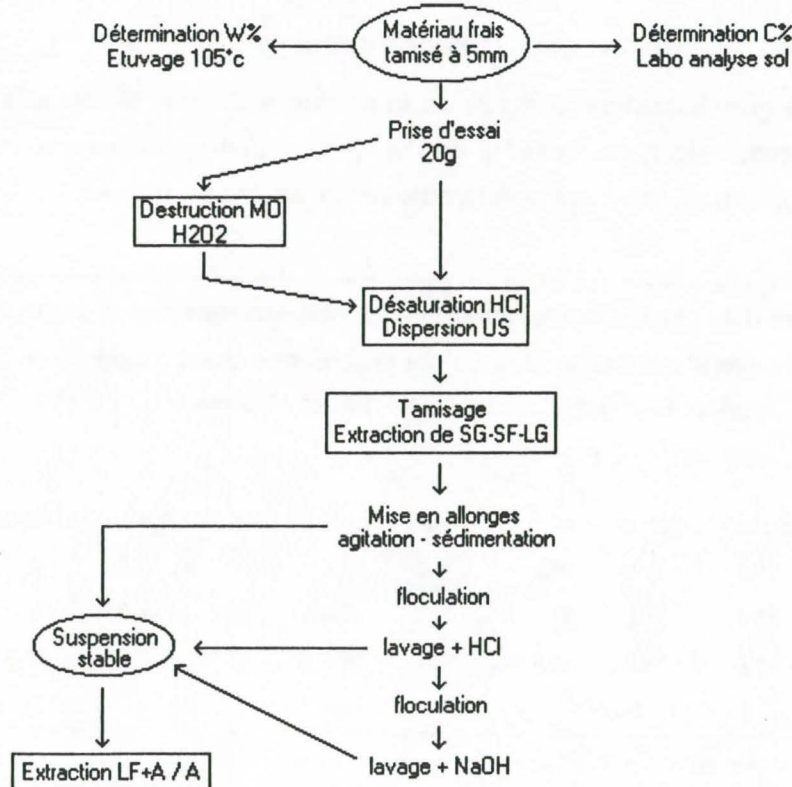 Détermination W%
Etuvage 105°c
Matériau frais
tamisé à 5mm
Détermination C%
Labo analyse sol
Prise d'essai
20g
Destruction MO
H2O2
Désaturation HCl
Dispersion US
Tamisage
Extraction de SG-SF-LG
Mise en allonges
agitation - sédimentation
floculation
Suspension
stable
lavage + HCl
floculation
Extraction LF+A / A
lavage + NaOH